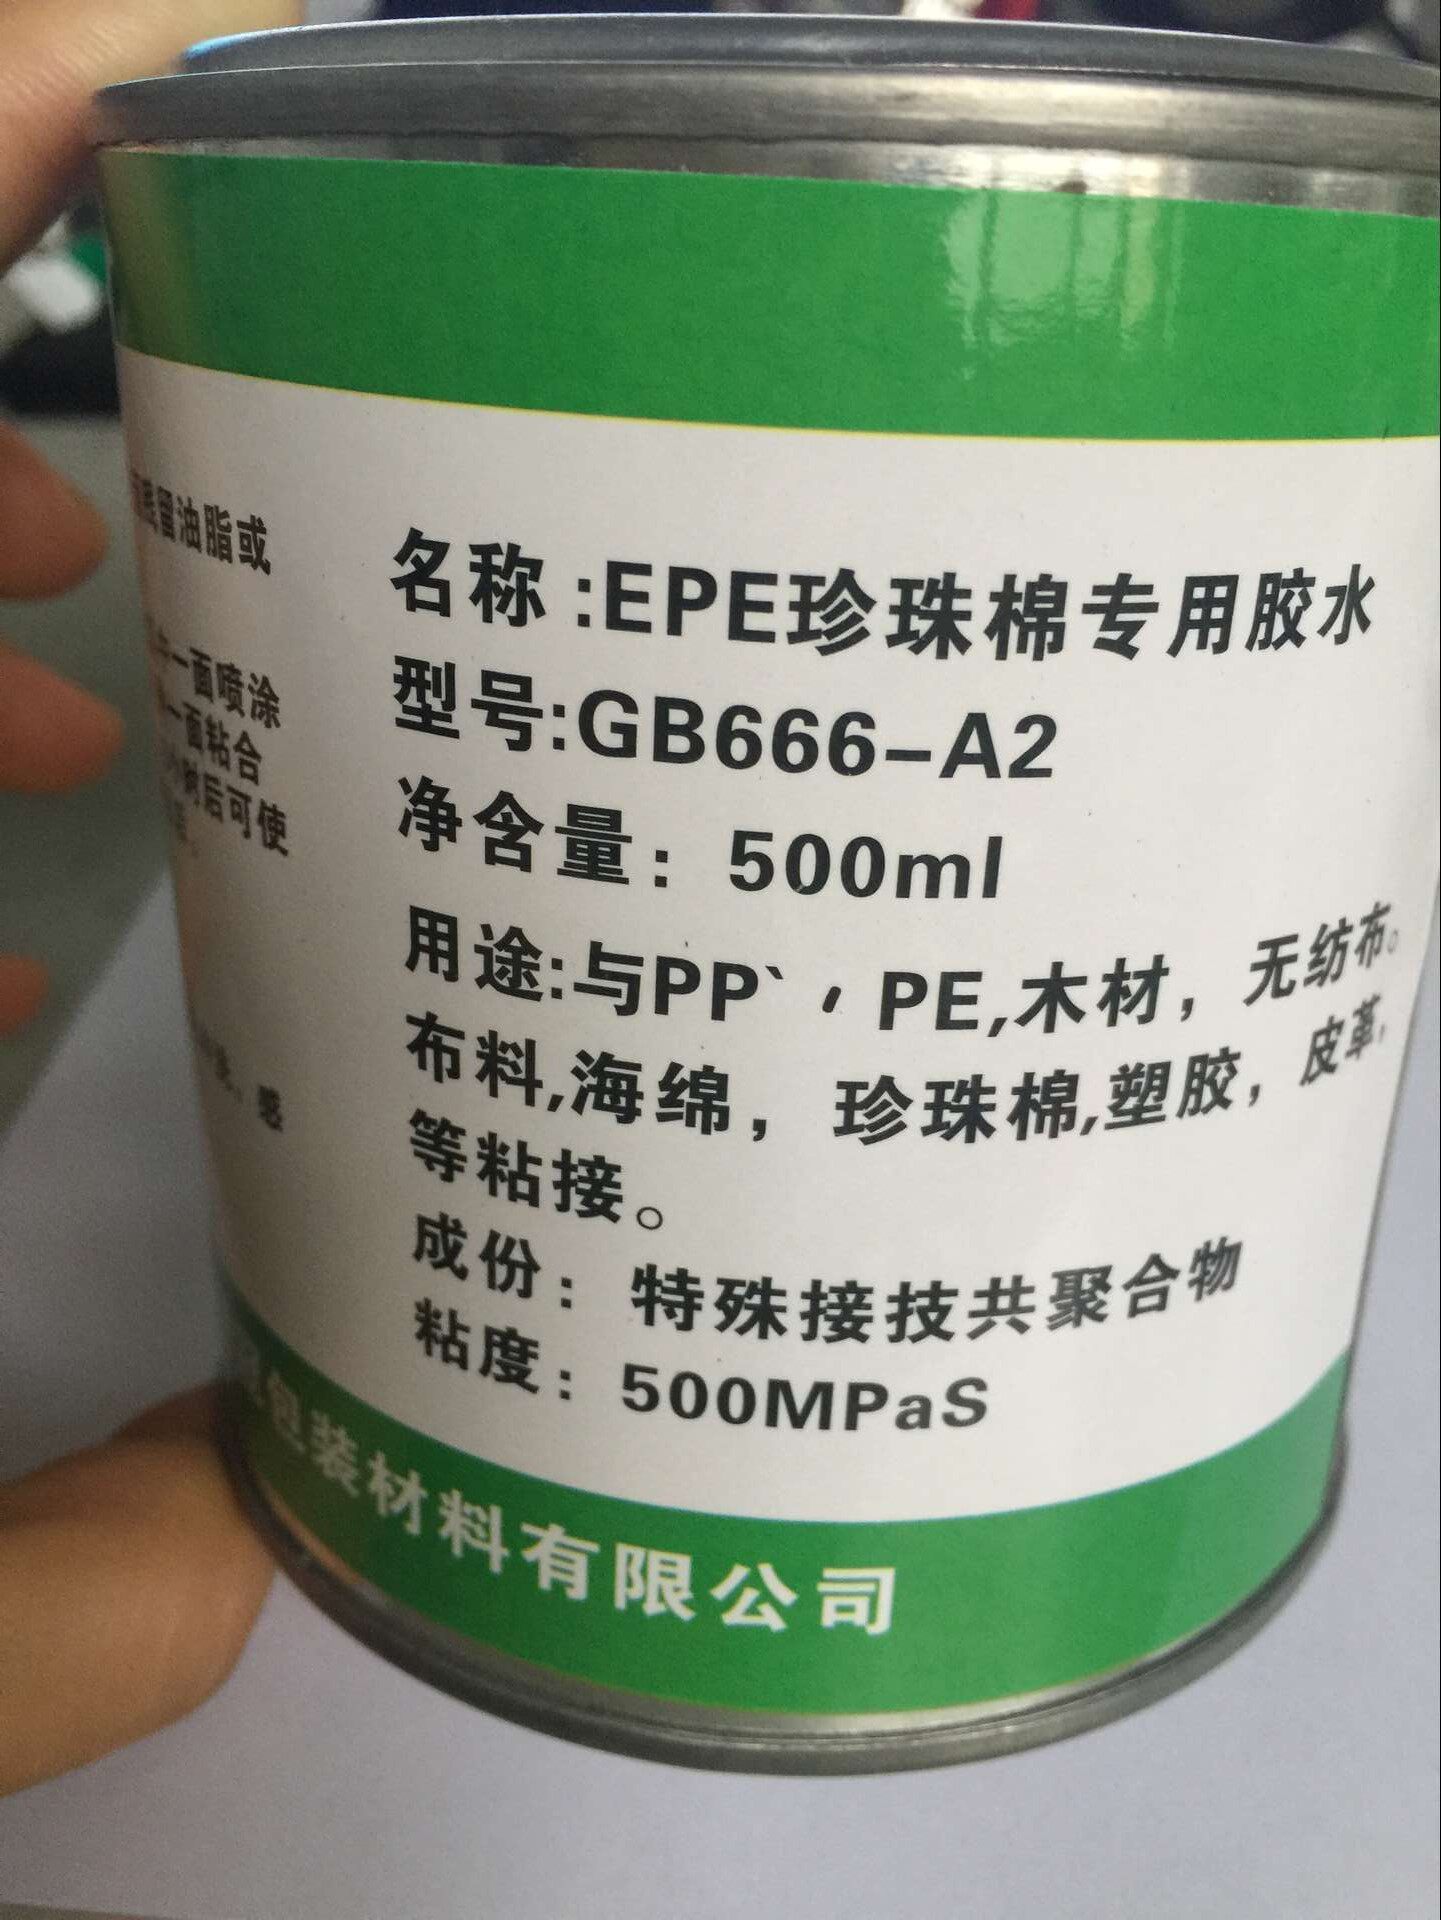 留油脂或
一面喷涂
一面粘合
后可使
感
名称:EPE珍珠棉专用胶水
型号:GB666-A2
净含量：500ml
用途:与PP`，PE,木材，无纺布。
布料,海绵，珍珠棉,塑胶，皮革,
等粘接。
成份：特殊接技共聚合物
粘度：500MPaS
包装材料有限公司